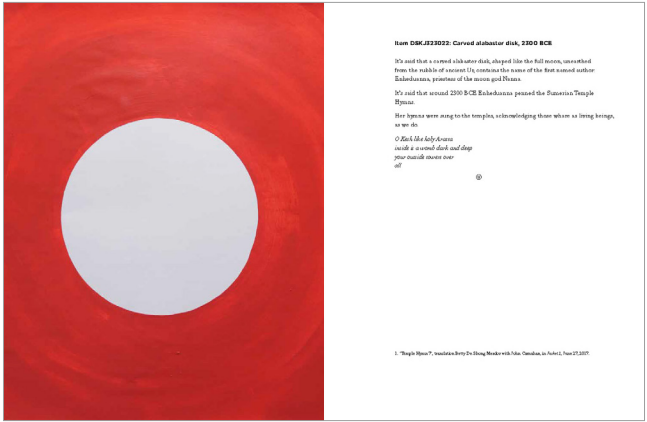 Item DSKJ323022: Carved alabaster disk, 2300 BCE
It's said that a carved alabaster disk, shaped like the full moon, unearthed
from the rubble of ancient Ur, contains the name of the first named author:
Enheduanna, priestess of the moon god Nanna.
It's said that around 2300 BCE Enheduanna penned the Sumerian Temple
Hymns.
Her hymns were sung to the temples, acknowledging those where as living beings,
as we do.
O Kesh like holy Aratta
inside is a womb dark and deep
your outside towers over
all
1. "Temple Hymn 7", translation Betty De Shong Meador with John Carnahan, in 2, June 27, 2017.